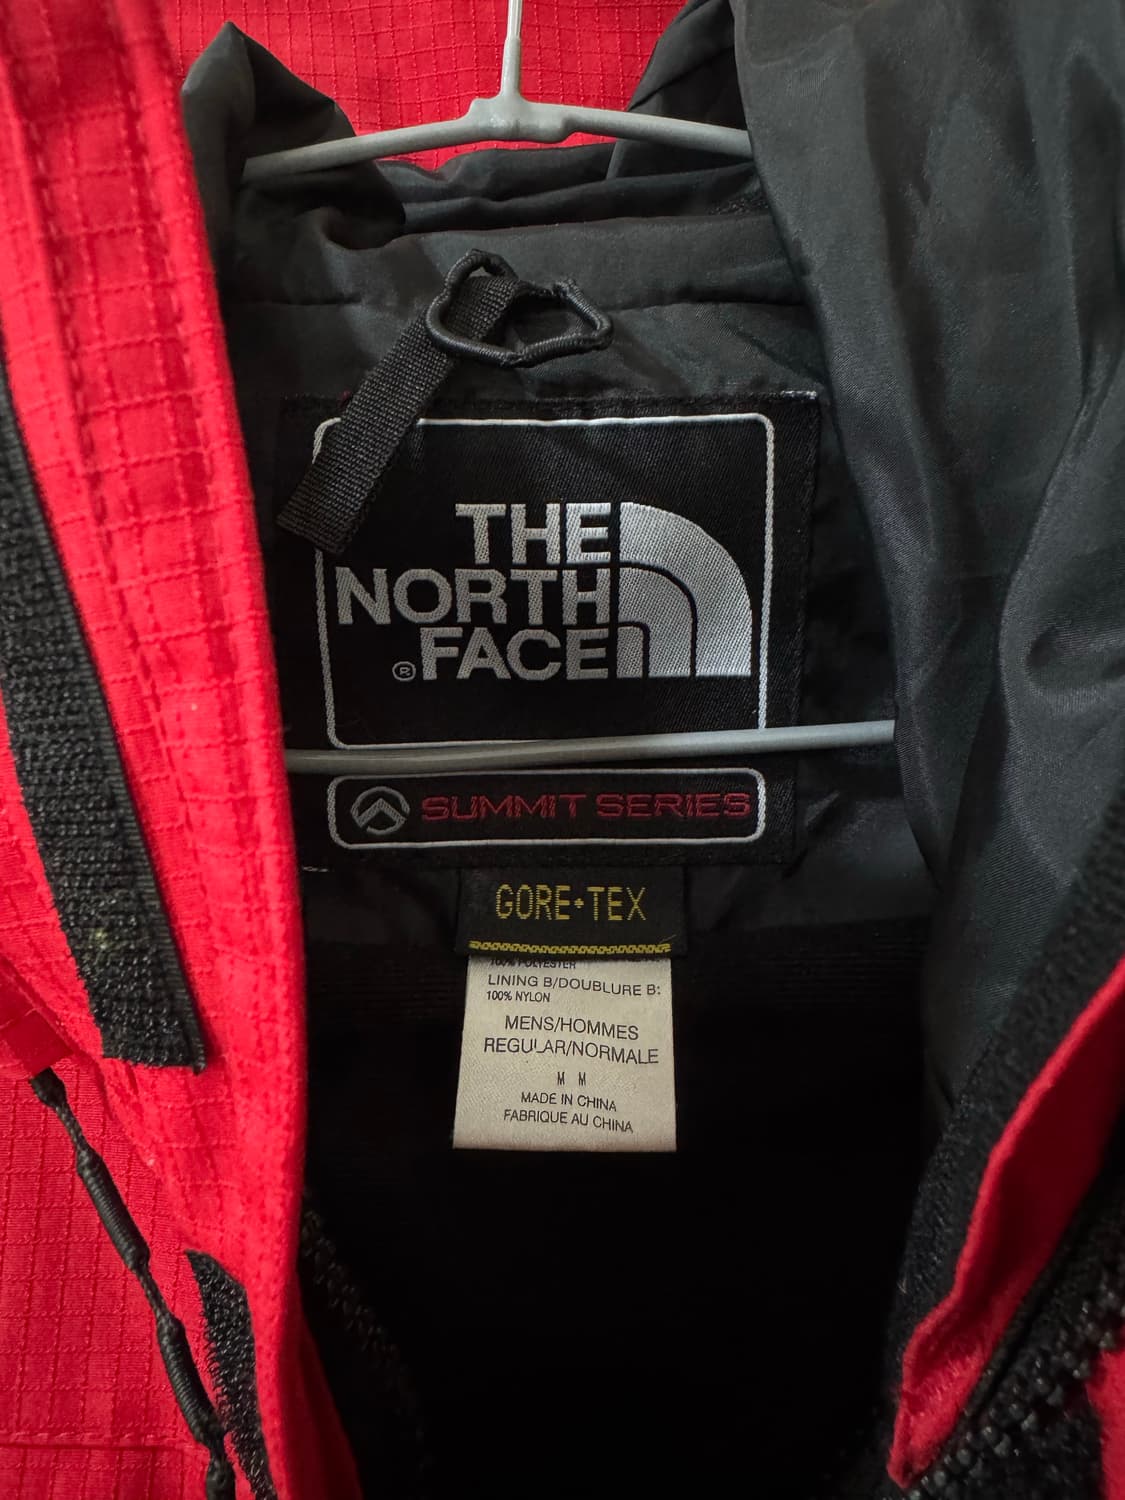 THE
NORTH
® FACE
SUMMIT SERIES
GORE-TEX
100% POLYESTER
LINING B/DOUBLURE B:
100% NYLON
MENS/HOMMES
REGULAR/NORMALE
M M
MADE IN CHINA
FABRIQUE AU CHINA